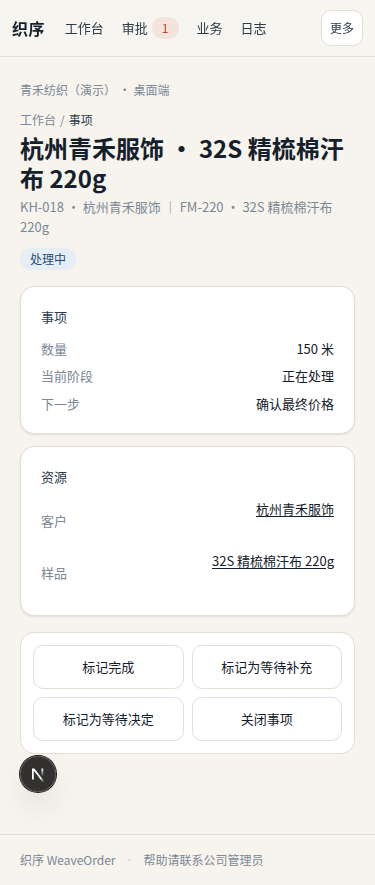 织序 工作台 审批 1 业务 日志 更多
青禾纺织（演示） • 桌面端
工作台 / 事项
杭州青禾服饰 • 32S 精梳棉汗
布 220g
KH-018 • 杭州青禾服饰 ｜ FM-220 • 32S 精梳棉汗布
220g
处理中
事项
数量 150 米
当前阶段 正在处理
下一步 确认最终价格
资源
客户 杭州青禾服饰
样品 32S 精梳棉汗布 220g
标记完成 标记为等待补充
标记为等待决定 关闭事项
N
织序 WeaveOrder · 帮助请联系公司管理员